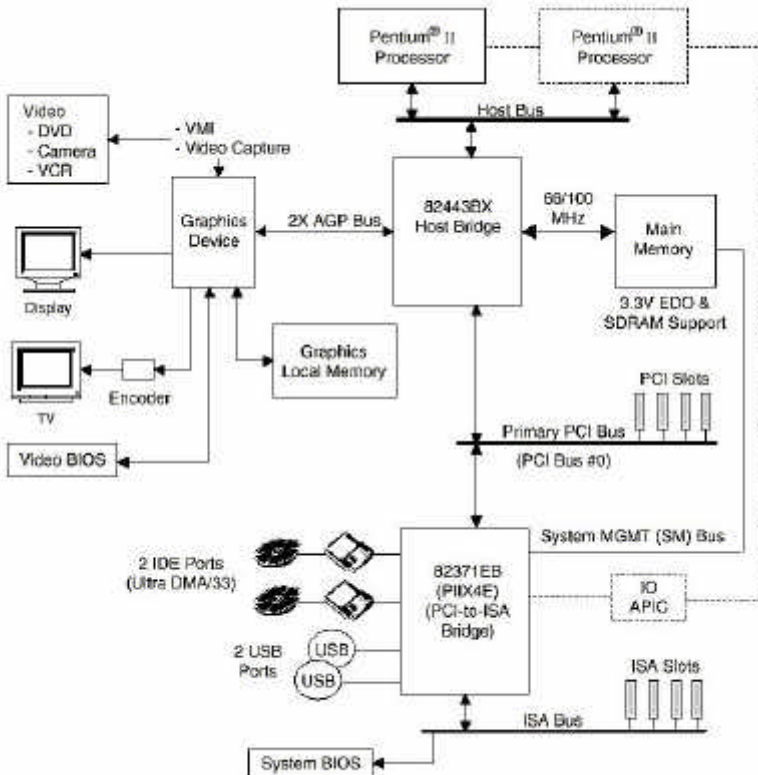 Pentium® II
Processor
Pentium® II
Processor
Host Bus
Video
- DVD
- Camera
- VCR
- VMI
- Video Capture
Graphics
Device
2X AGP Bus
82443BX
Host Bridge
66/100
MHz
Main
Memory
3.3V EDO &
SDRAM Support
Display
TV
Encoder
Graphics
Local Memory
Video BIOS
PCI Slots
Primary PCI Bus
(PCI Bus #0)
System MGMT (SM) Bus
2 IDE Ports
(Ultra DMA/33)
82371EB
(PIIX4E)
(PCI-to-ISA
Bridge)
IO
APIC
2 USB
Ports
USB
USB
ISA Slots
ISA Bus
System BIOS